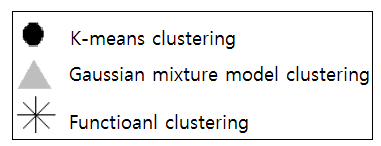 K-means clustering
Gaussian mixture model clustering
Functioanl clustering